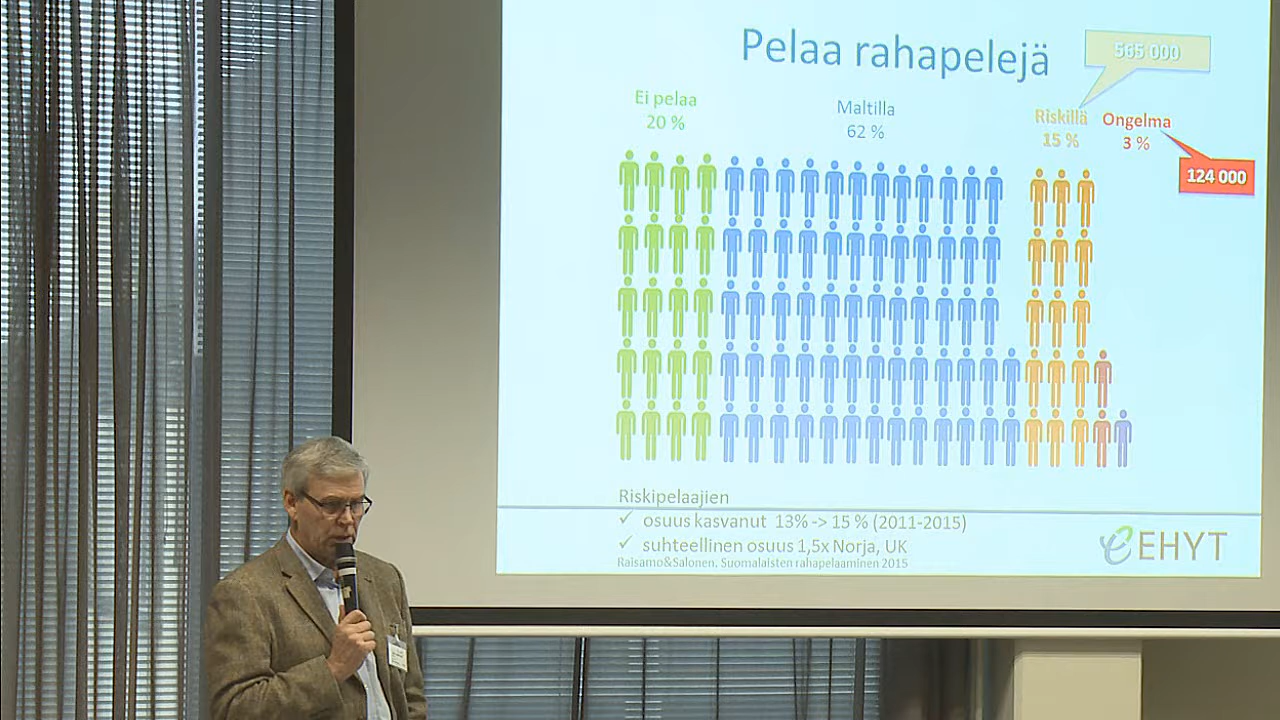 Pelaa rahapelejä
565 000
Ei pelaa
20 %
Maltilla
62 %
Riskillä
15 %
Ongelma
3 %
124 000
Riskipelaajien
✓ osuus kasvanut 13% -> 15 % (2011-2015)
✓ suhteellinen osuus 1,5x Norja, UK
Raisamo&Salonen, Suomalaisten rahapelaaminen 2015
EHYT